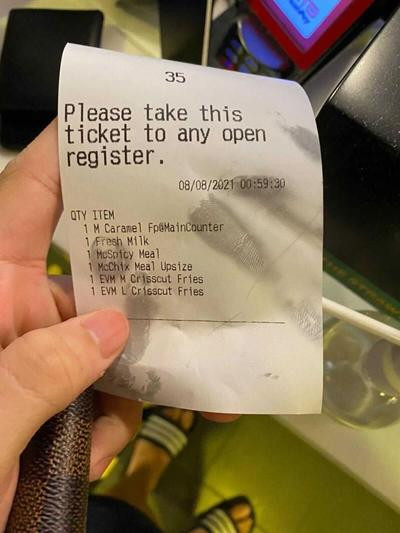 35
Please take this
ticket to any open
register.
08/08/2021 00:59:30
QTY ITEM
1 M Caramel Fp@MainCounter
1 Fresh Milk
1 McSpicy Meal
1 McChix Meal Upsize
1 EVM M Crisscut Fries
1 EVM L Crisscut Fries